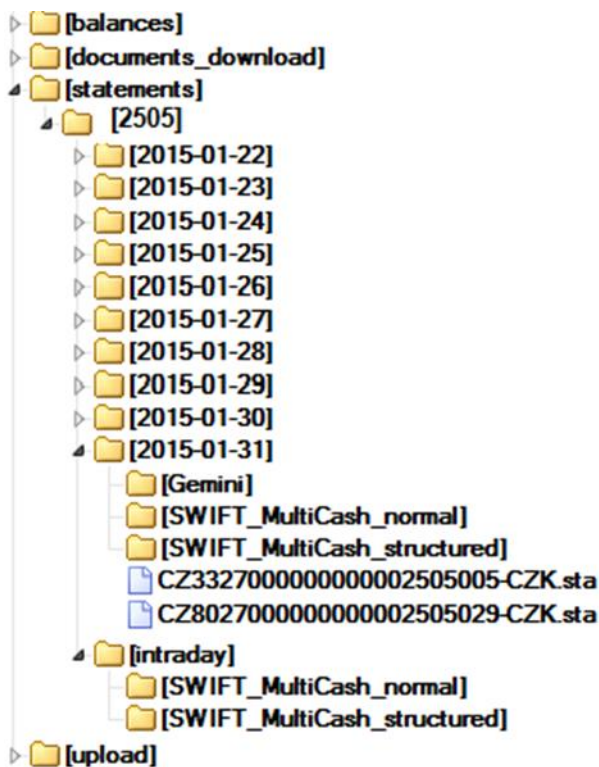 [balances]
[documents_download]
[statements]
[2505]
[2015-01-22]
[2015-01-23]
[2015-01-24]
[2015-01-25]
[2015-01-26]
[2015-01-27]
[2015-01-28]
[2015-01-29]
[2015-01-30]
[2015-01-31]
[Gemini]
[SWIFT_MultiCash_normal]
[SWIFT_MultiCash_structured]
CZ3327000000000002505005-CZK.sta
CZ8027000000000002505029-CZK.sta
[intraday]
[SWIFT_MultiCash_normal]
[SWIFT_MultiCash_structured]
[upload]